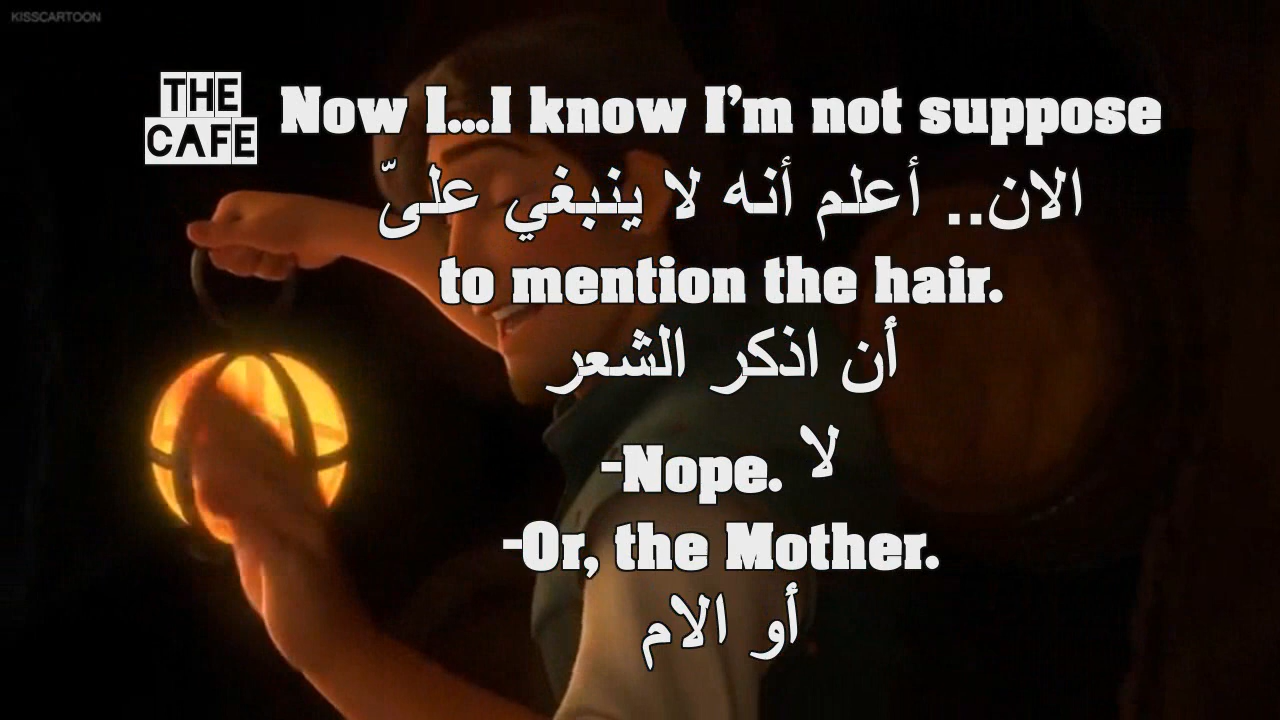 KISSCARTOON
THE
CAFE
Now I...I know I'm not suppose
الان.. أعلم أنه لا ينبغي علىّ
to mention the hair.
أن اذكر الشعر
-Nope. لا
-Or, the Mother.
أو الام